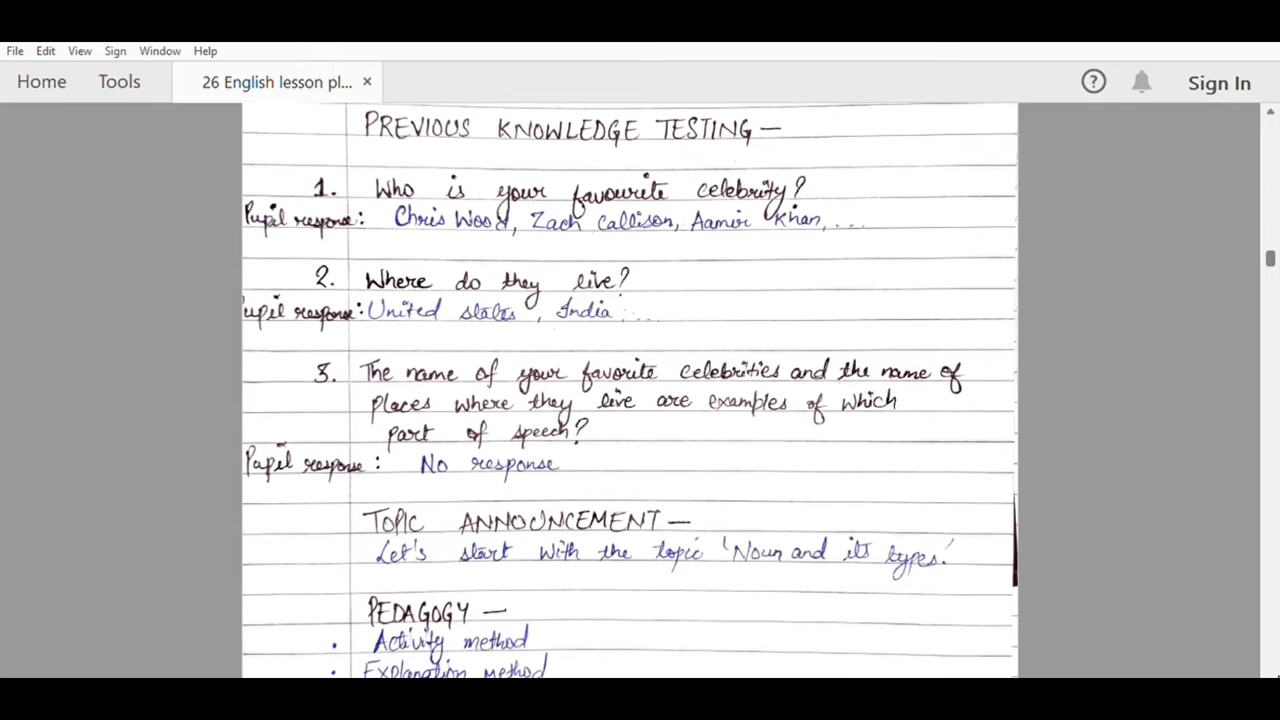 File Edit View Sign Window Help
Home Tools 26 English lesson pl... × ? Sign In
PREVIOUS KNOWLEDGE TESTING —
1. Who is your favourite celebrity?
Pupil response: Chris Wood, Zach Callison, Aamir Khan, ...
2. Where do they live?
Pupil response: United states, India ...
3. The name of your favorite celebrities and the name of
places where they live are examples of which
part of speech?
Pupil response: No response
TOPIC ANNOUNCEMENT —
Let's start with the topic 'Noun and its types.'
PEDAGOGY —
• Activity method
• Explanation method